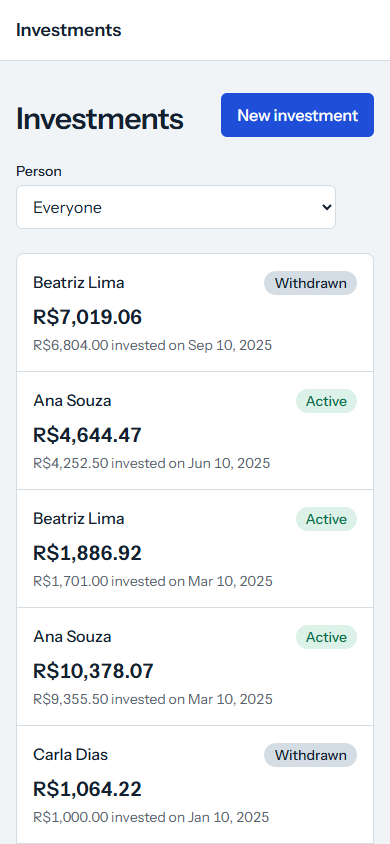 Investments
Investments
New investment
Person
Everyone
Beatriz Lima
Withdrawn
R$7,019.06
R$6,804.00 invested on Sep 10, 2025
Ana Souza
Active
R$4,644.47
R$4,252.50 invested on Jun 10, 2025
Beatriz Lima
Active
R$1,886.92
R$1,701.00 invested on Mar 10, 2025
Ana Souza
Active
R$10,378.07
R$9,355.50 invested on Mar 10, 2025
Carla Dias
Withdrawn
R$1,064.22
R$1,000.00 invested on Jan 10, 2025